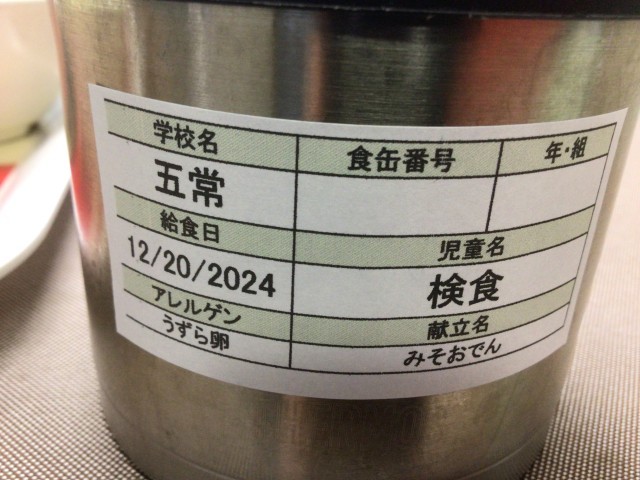 学校名 食缶番号 年・組
五常
給食日 児童名
12/20/2024 検食
アレルゲン 献立名
うずら卵 みそおでん